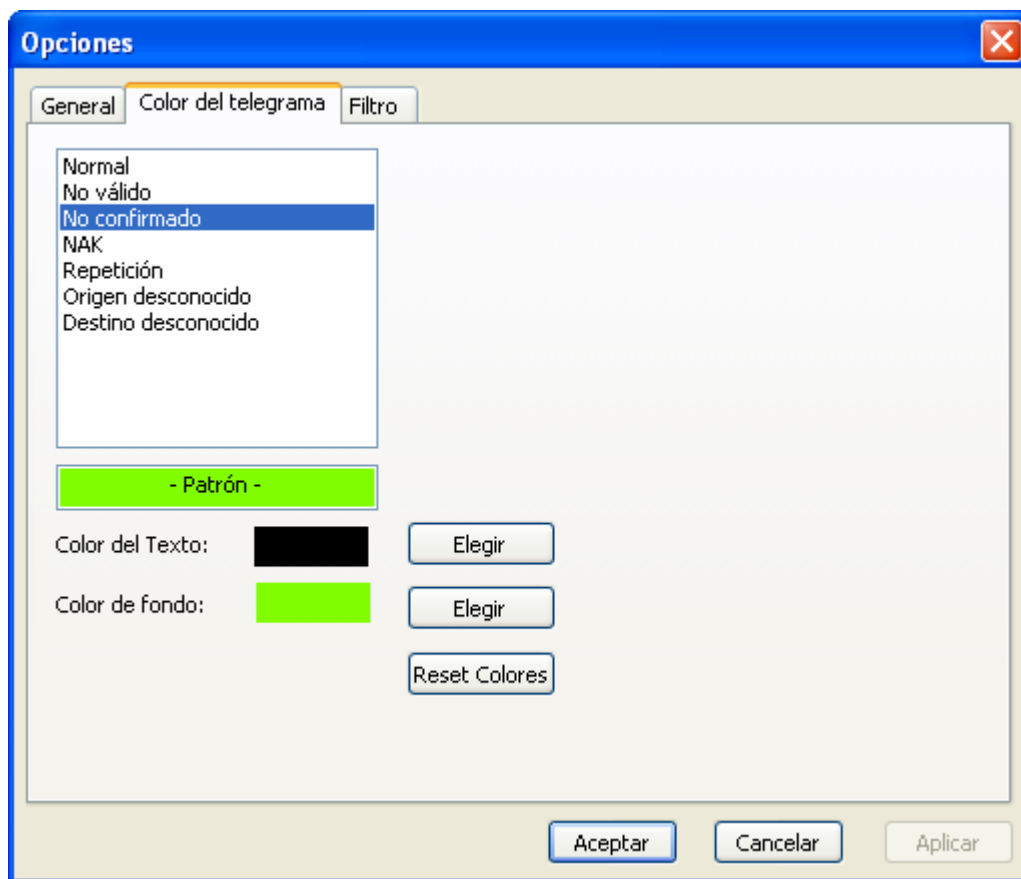 Opciones
General Color del telegrama Filtro
Normal
No válido
No confirmado
NAK
Repetición
Origen desconocido
Destino desconocido
- Patrón -
Color del Texto: Elegir
Color de fondo: Elegir
Reset Colores
Aceptar Cancelar Aplicar